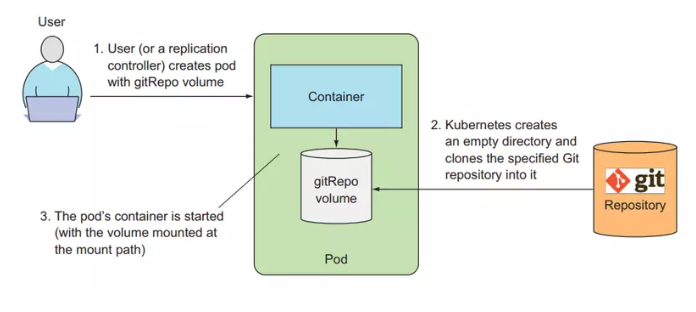 User
1. User (or a replication
controller) creates pod
with gitRepo volume
Container
2. Kubernetes creates
an empty directory and
clones the specified Git
repository into it
git
Repository
gitRepo
volume
3. The pod's container is started
(with the volume mounted at
the mount path)
Pod